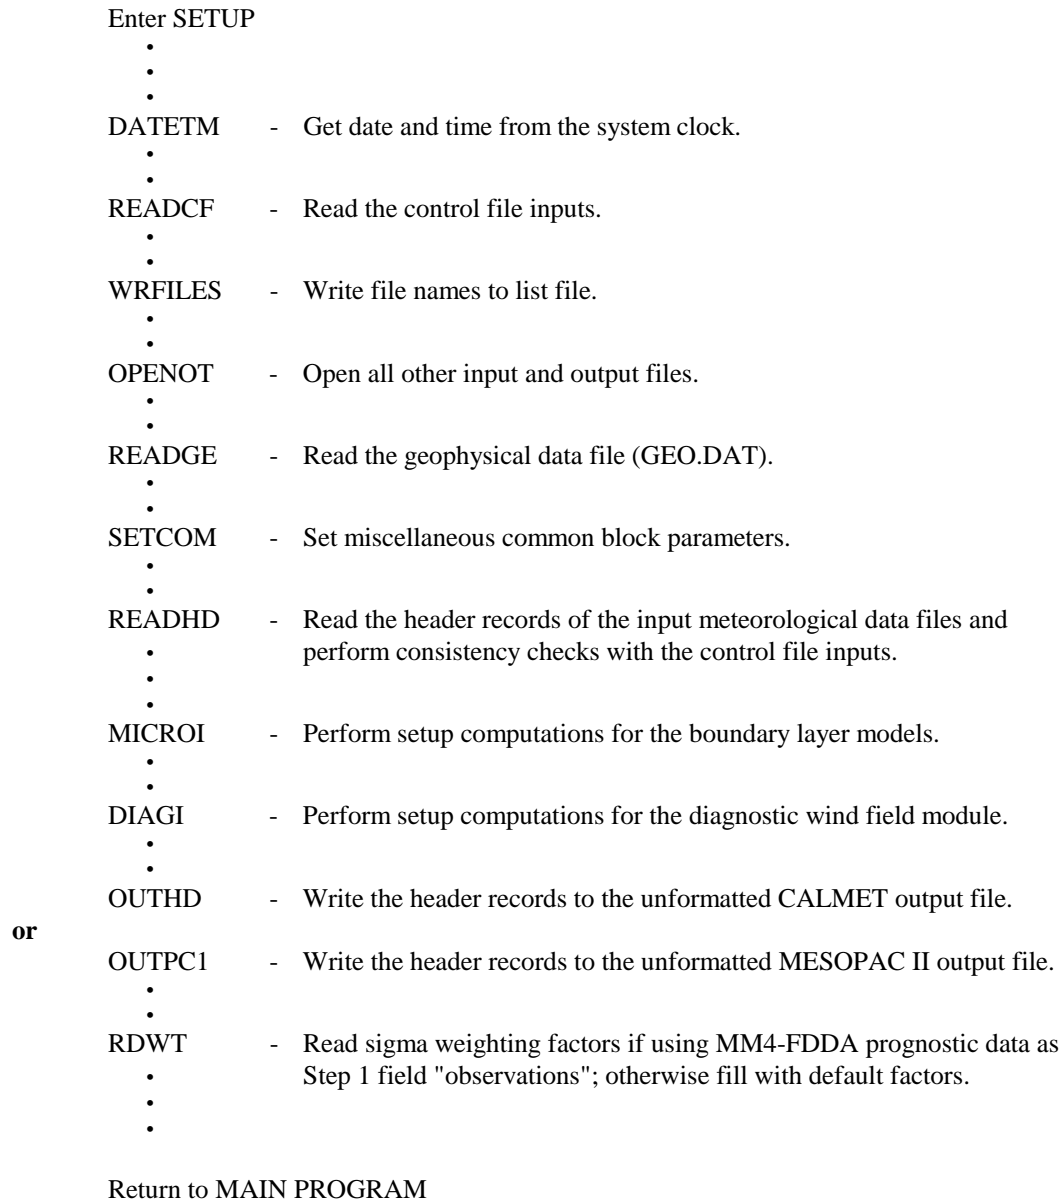 Enter SETUP
•
•
•
DATETM - Get date and time from the system clock.
•
•
READCF - Read the control file inputs.
•
•
WRFILES - Write file names to list file.
•
•
OPENOT - Open all other input and output files.
•
•
READGE - Read the geophysical data file (GEO.DAT).
•
•
SETCOM - Set miscellaneous common block parameters.
•
•
READHD - Read the header records of the input meteorological data files and
• perform consistency checks with the control file inputs.
•
•
MICROI - Perform setup computations for the boundary layer models.
•
•
DIAGI - Perform setup computations for the diagnostic wind field module.
•
•
OUTHD - Write the header records to the unformatted CALMET output file.
or
OUTPC1 - Write the header records to the unformatted MESOPAC II output file.
•
•
RDWT - Read sigma weighting factors if using MM4-FDDA prognostic data as
• Step 1 field "observations"; otherwise fill with default factors.
•
•
Return to MAIN PROGRAM